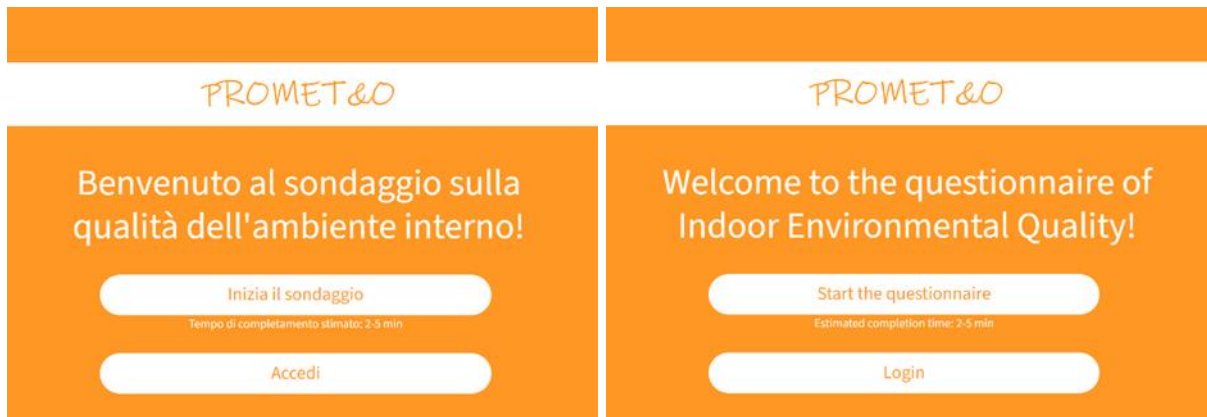 PROMET&O
Benvenuto al sondaggio sulla
qualità dell'ambiente interno!
Inizia il sondaggio
Tempo di completamento stimato: 2-5 min
Accedi
PROMET&O
Welcome to the questionnaire of
Indoor Environmental Quality!
Start the questionnaire
Estimated completion time: 2-5 min
Login